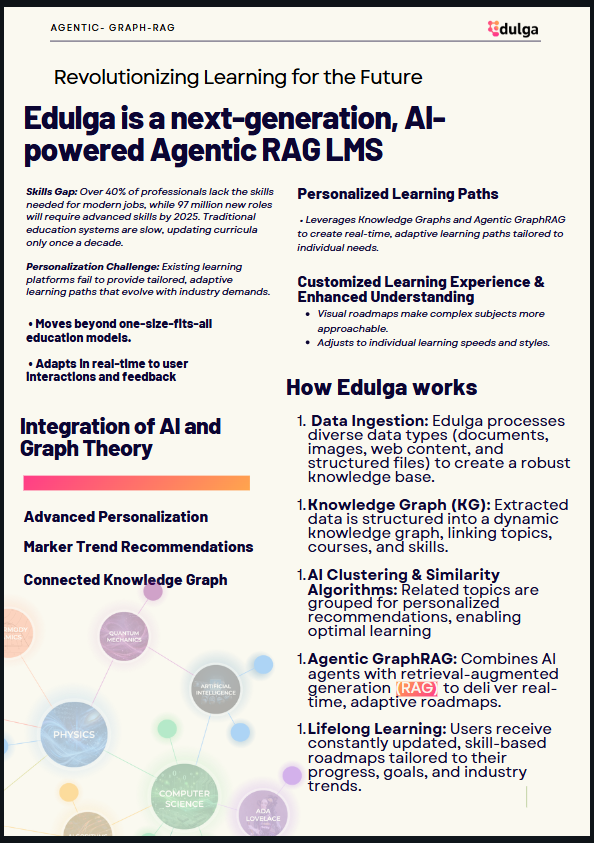 AGENTIC- GRAPH-RAG
Edulga
Revolutionizing Learning for the Future
Edulga is a next-generation, AI-
powered Agentic RAG LMS
Skills Gap: Over 40% of professionals lack the skills
needed for modern jobs, while 97 million new roles
will require advanced skills by 2025. Traditional
education systems are slow, updating curricula
only once a decade.
Personalization Challenge: Existing learning
platforms fail to provide tailored, adaptive
learning paths that evolve with industry demands.
• Moves beyond one-size-fits-all
education models.
• Adapts in real-time to user
interactions and feedback
Integration of AI and
Graph Theory
Advanced Personalization
Marker Trend Recommendations
Connected Knowledge Graph
QUANTUM
MECHANICS
ARTIFICIAL
INTELLIGENCE
PHYSICS
COMPUTER
SCIENCE
ADA
LOVELACE
Personalized Learning Paths
• Leverages Knowledge Graphs and Agentic GraphRAG
to create real-time, adaptive learning paths tailored to
individual needs.
Customized Learning Experience &
Enhanced Understanding
• Visual roadmaps make complex subjects more
approachable.
• Adjusts to individual learning speeds and styles.
How Edulga works
1. Data Ingestion: Edulga processes
diverse data types (documents,
images, web content, and
structured files) to create a robust
knowledge base.
1. Knowledge Graph (KG): Extracted
data is structured into a dynamic
knowledge graph, linking topics,
courses, and skills.
1. AI Clustering & Similarity
Algorithms: Related topics are
grouped for personalized
recommendations, enabling
optimal learning
1. Agentic GraphRAG: Combines AI
agents with retrieval-augmented
generation (RAG) to deli ver real-
time, adaptive roadmaps.
1. Lifelong Learning: Users receive
constantly updated, skill-based
roadmaps tailored to their
progress, goals, and industry
trends.